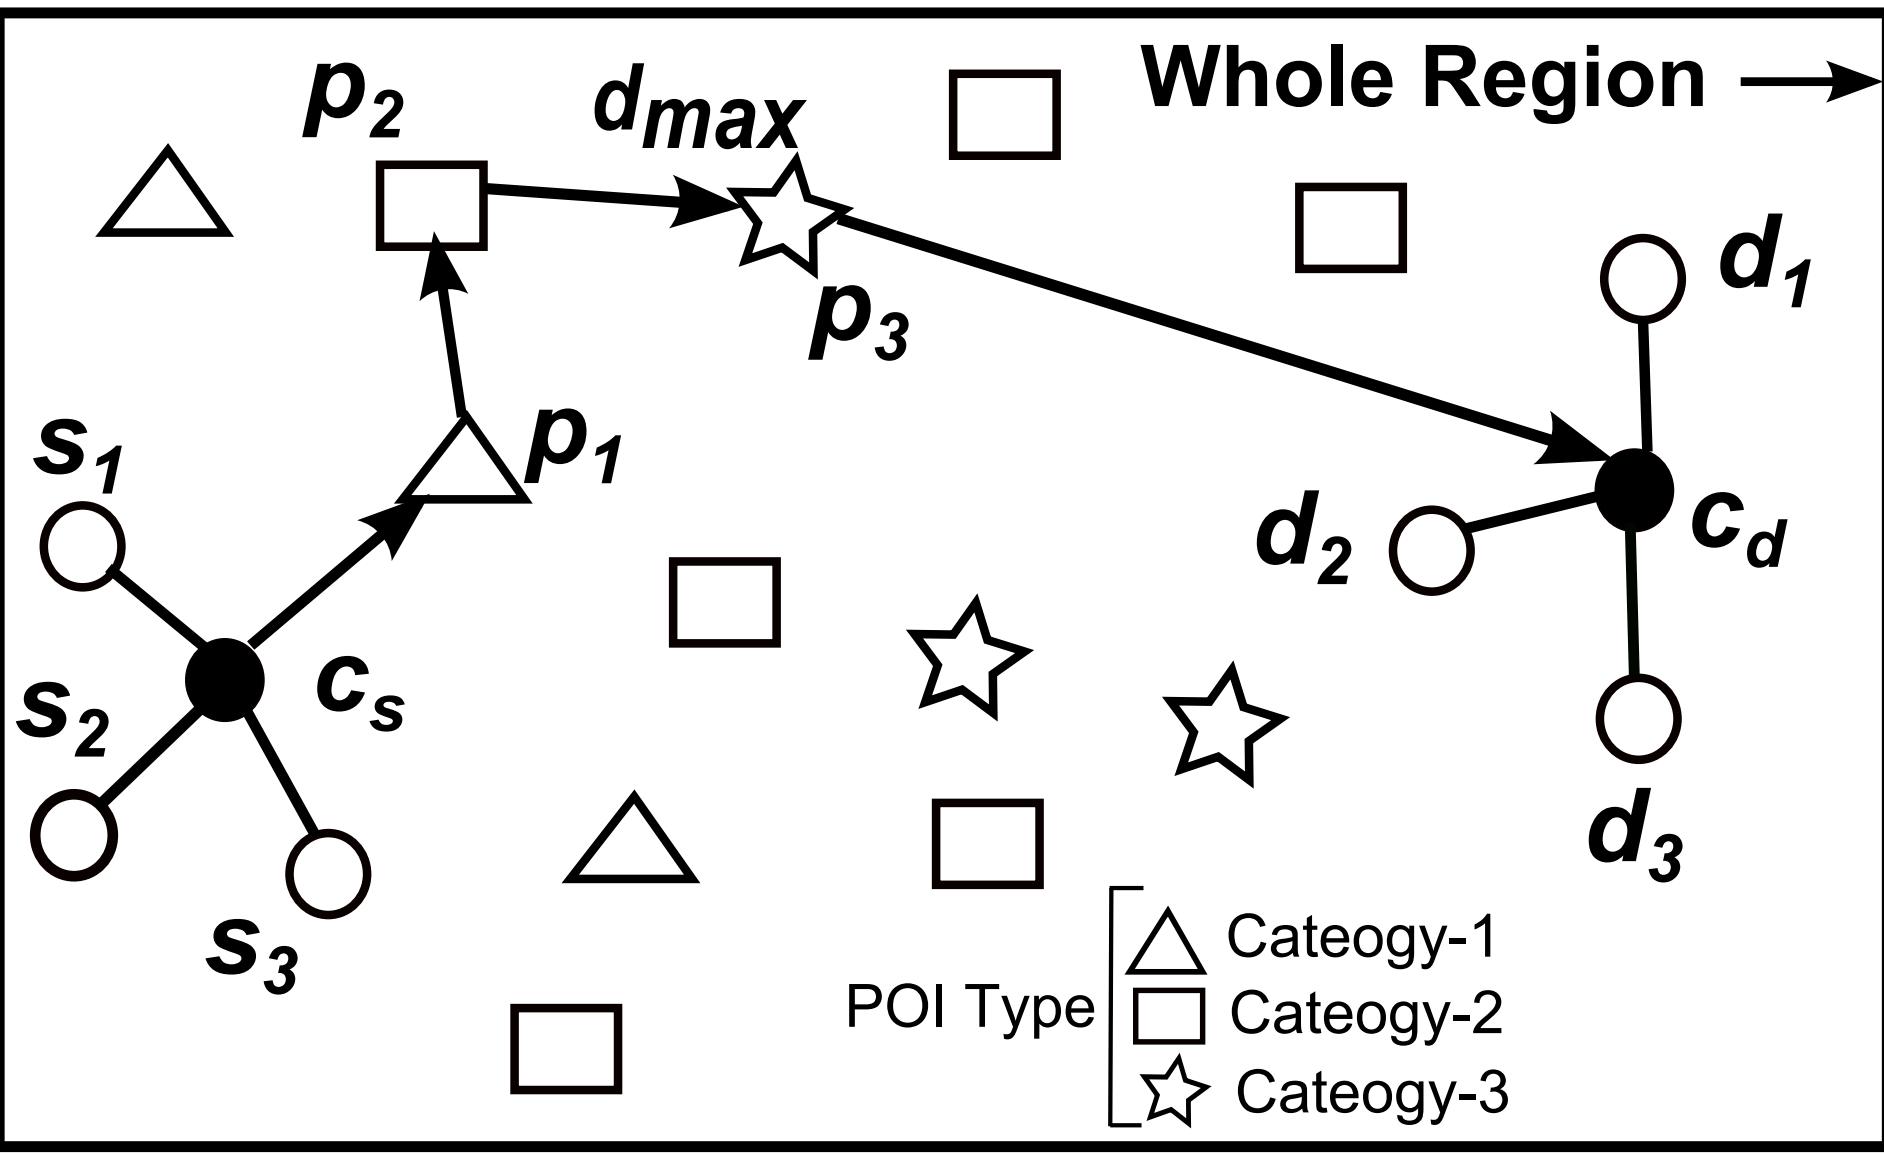 Whole Region
p2
dmax
d1
p3
s1
p1
d2
cd
s2
cs
d3
s3
POI Type
Cateogy-1
Cateogy-2
Cateogy-3